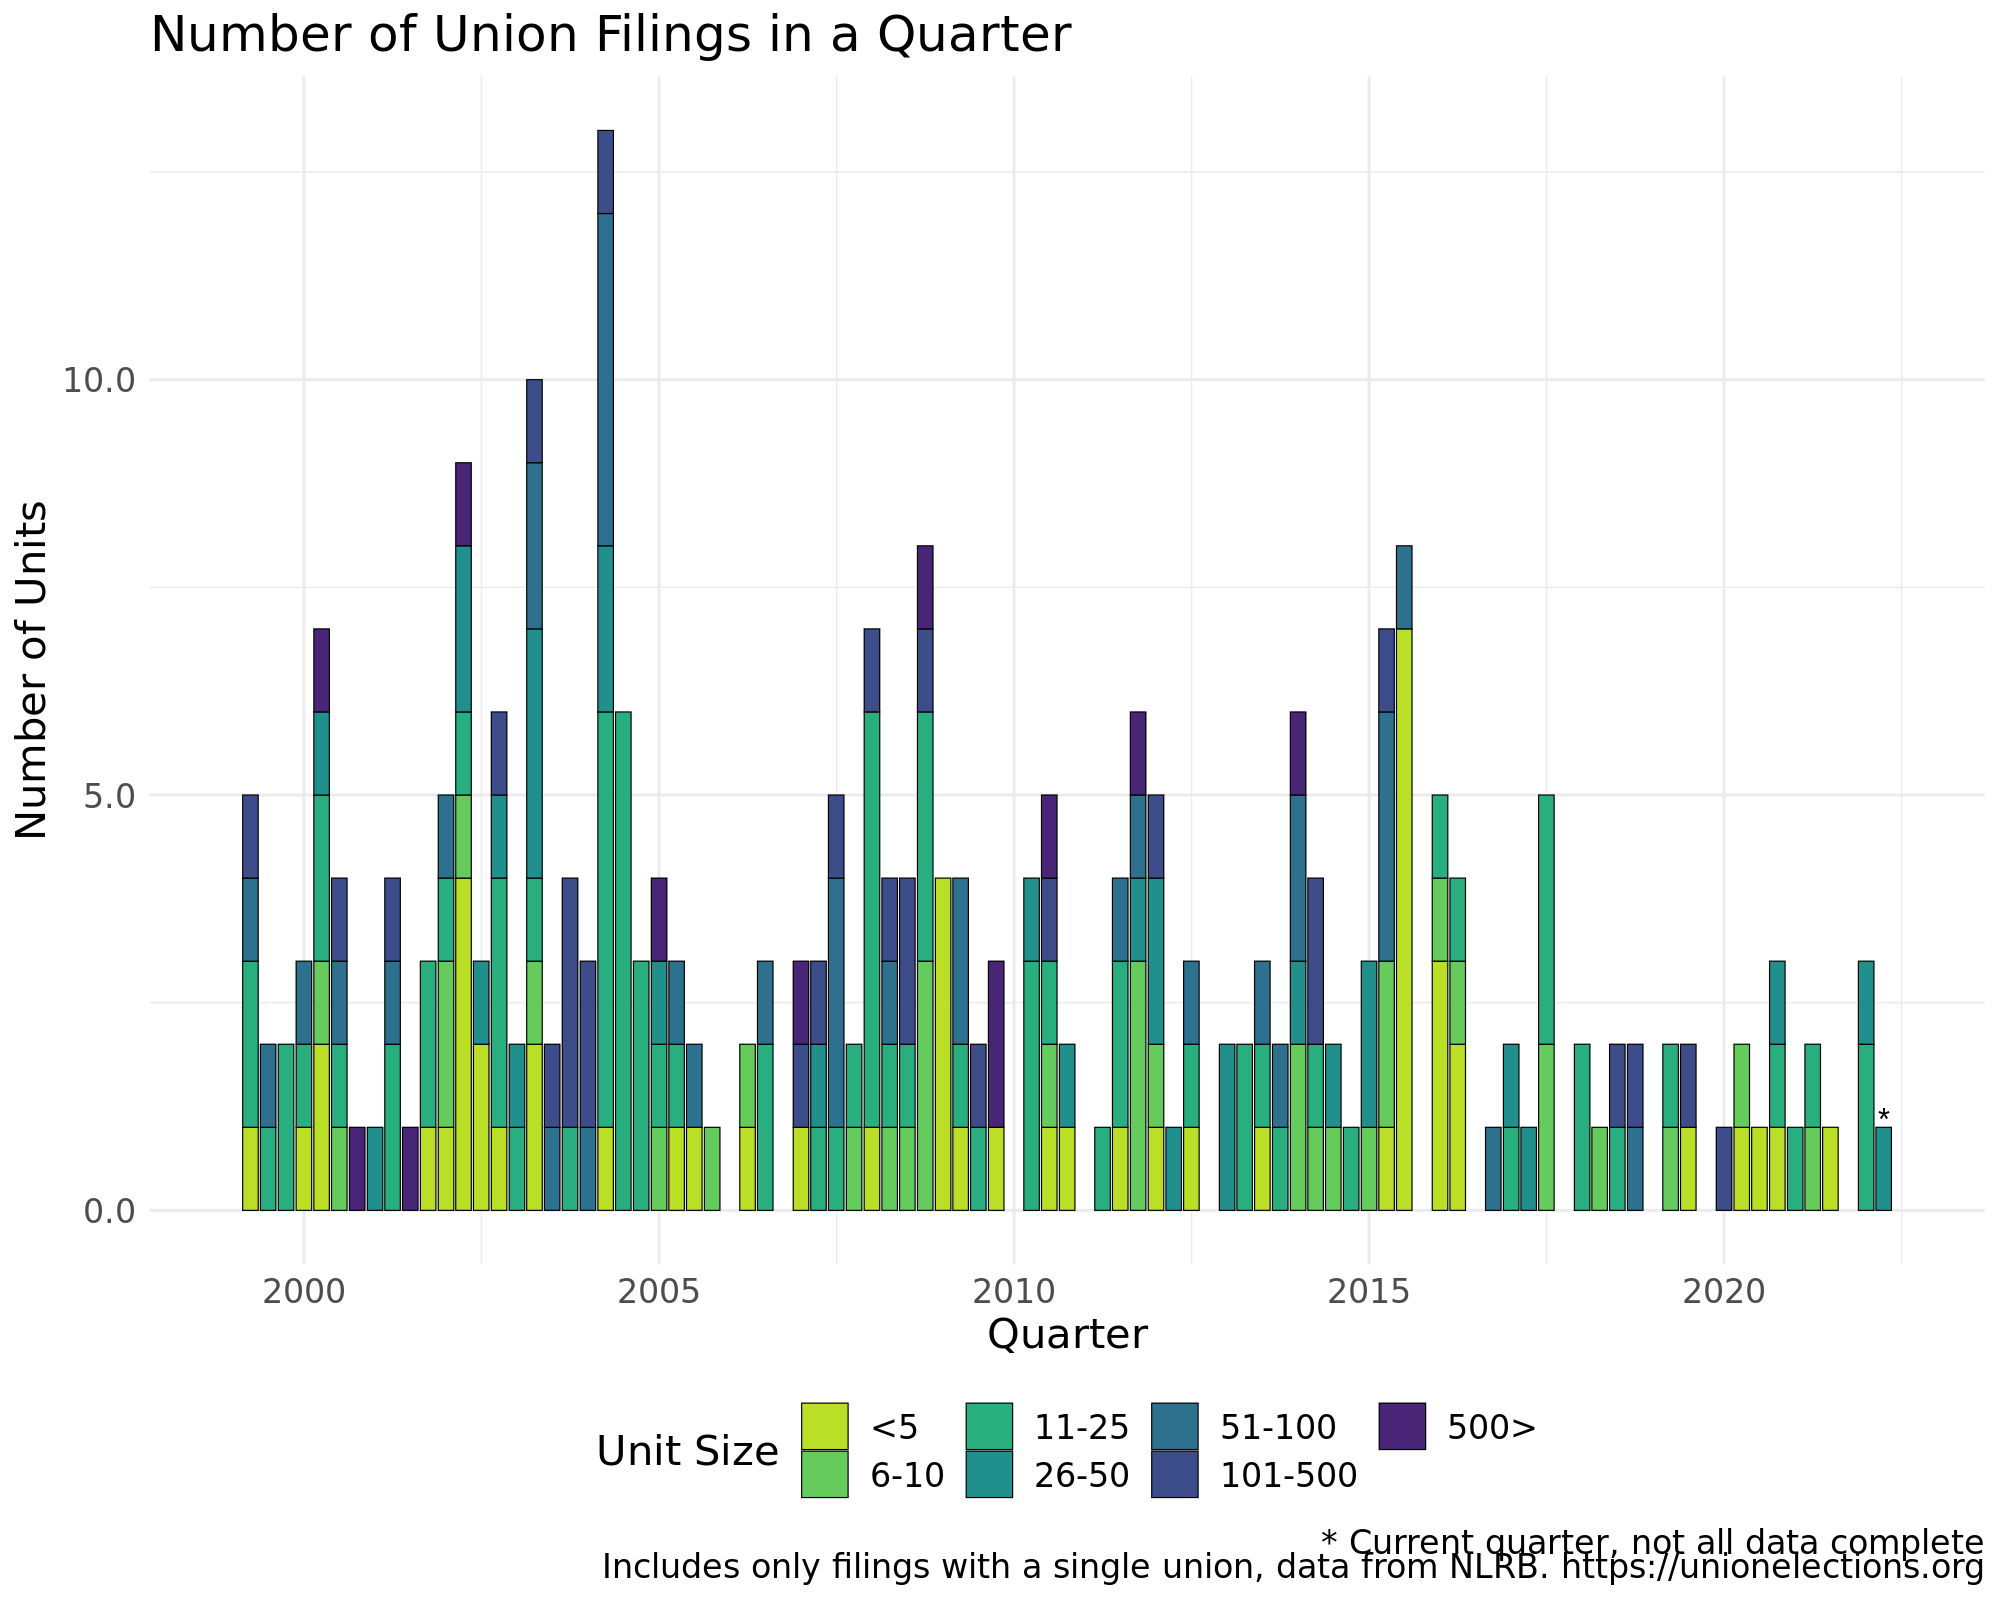 Number of Union Filings in a Quarter
Number of Units
10.0
5.0
0.0
*
2000 2005 2010 2015 2020
Quarter
Unit Size
<5 11-25 51-100 500>
6-10 26-50 101-500
* Current quarter, not all data complete
Includes only filings with a single union, data from NLRB. https://unionelections.org